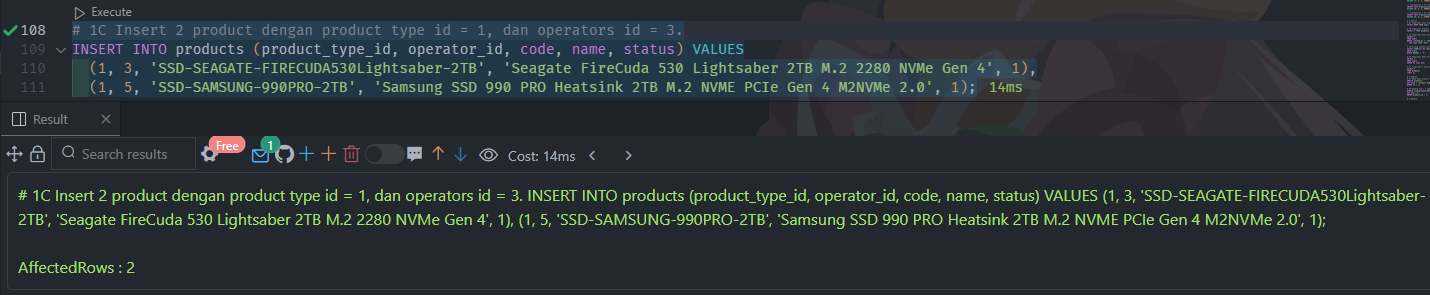 Execute
108 # 1C Insert 2 product dengan product type id = 1, dan operators id = 3.
109 INSERT INTO products (product_type_id, operator_id, code, name, status) VALUES
110 (1, 3, 'SSD-SEAGATE-FIRECUDA530Lightsaber-2TB', 'Seagate FireCuda 530 Lightsaber 2TB M.2 2280 NVMe Gen 4', 1),
111 (1, 5, 'SSD-SAMSUNG-990PRO-2TB', 'Samsung SSD 990 PRO Heatsink 2TB M.2 NVME PCIe Gen 4 M2NVMe 2.0', 1); 14ms
Result
Search results Free 1 Cost: 14ms
# 1C Insert 2 product dengan product type id = 1, dan operators id = 3. INSERT INTO products (product_type_id, operator_id, code, name, status) VALUES (1, 3, 'SSD-SEAGATE-FIRECUDA530Lightsaber-
2TB', 'Seagate FireCuda 530 Lightsaber 2TB M.2 2280 NVMe Gen 4', 1), (1, 5, 'SSD-SAMSUNG-990PRO-2TB', 'Samsung SSD 990 PRO Heatsink 2TB M.2 NVME PCIe Gen 4 M2NVMe 2.0', 1);
AffectedRows : 2